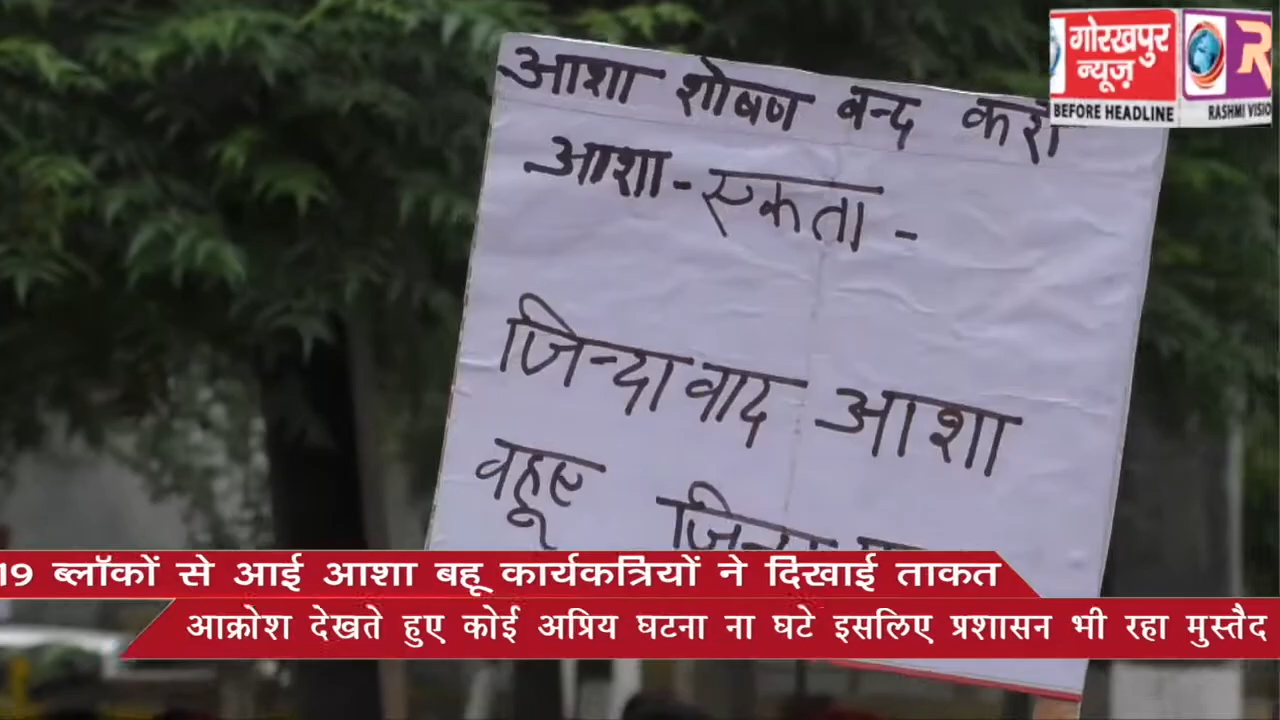 आशा शोषण बन्द करो
आशा-एकता-
जिन्दावाद आशा
वहूए
गोरखपुर
न्यूज़
BEFORE HEADLINE
R
RASHMI VISIO
19 ब्लॉकों से आई आशा बहू कार्यकत्रियों ने दिखाई ताकत
आक्रोश देखते हुए कोई अप्रिय घटना ना घटे इसलिए प्रशासन भी रहा मुस्तैद